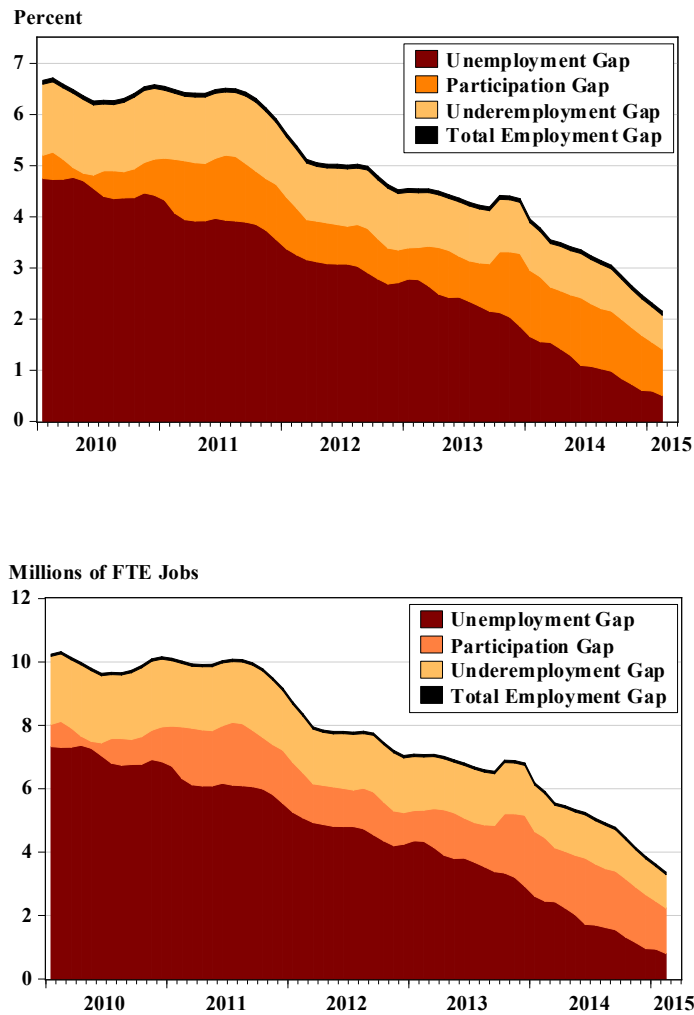 Percent
7
6
5
4
3
2
1
0
Unemployment Gap
Participation Gap
Underemployment Gap
Total Employment Gap
2010 2011 2012 2013 2014 2015
Millions of FTE Jobs
12
10
8
6
4
2
0
Unemployment Gap
Participation Gap
Underemployment Gap
Total Employment Gap
2010 2011 2012 2013 2014 2015